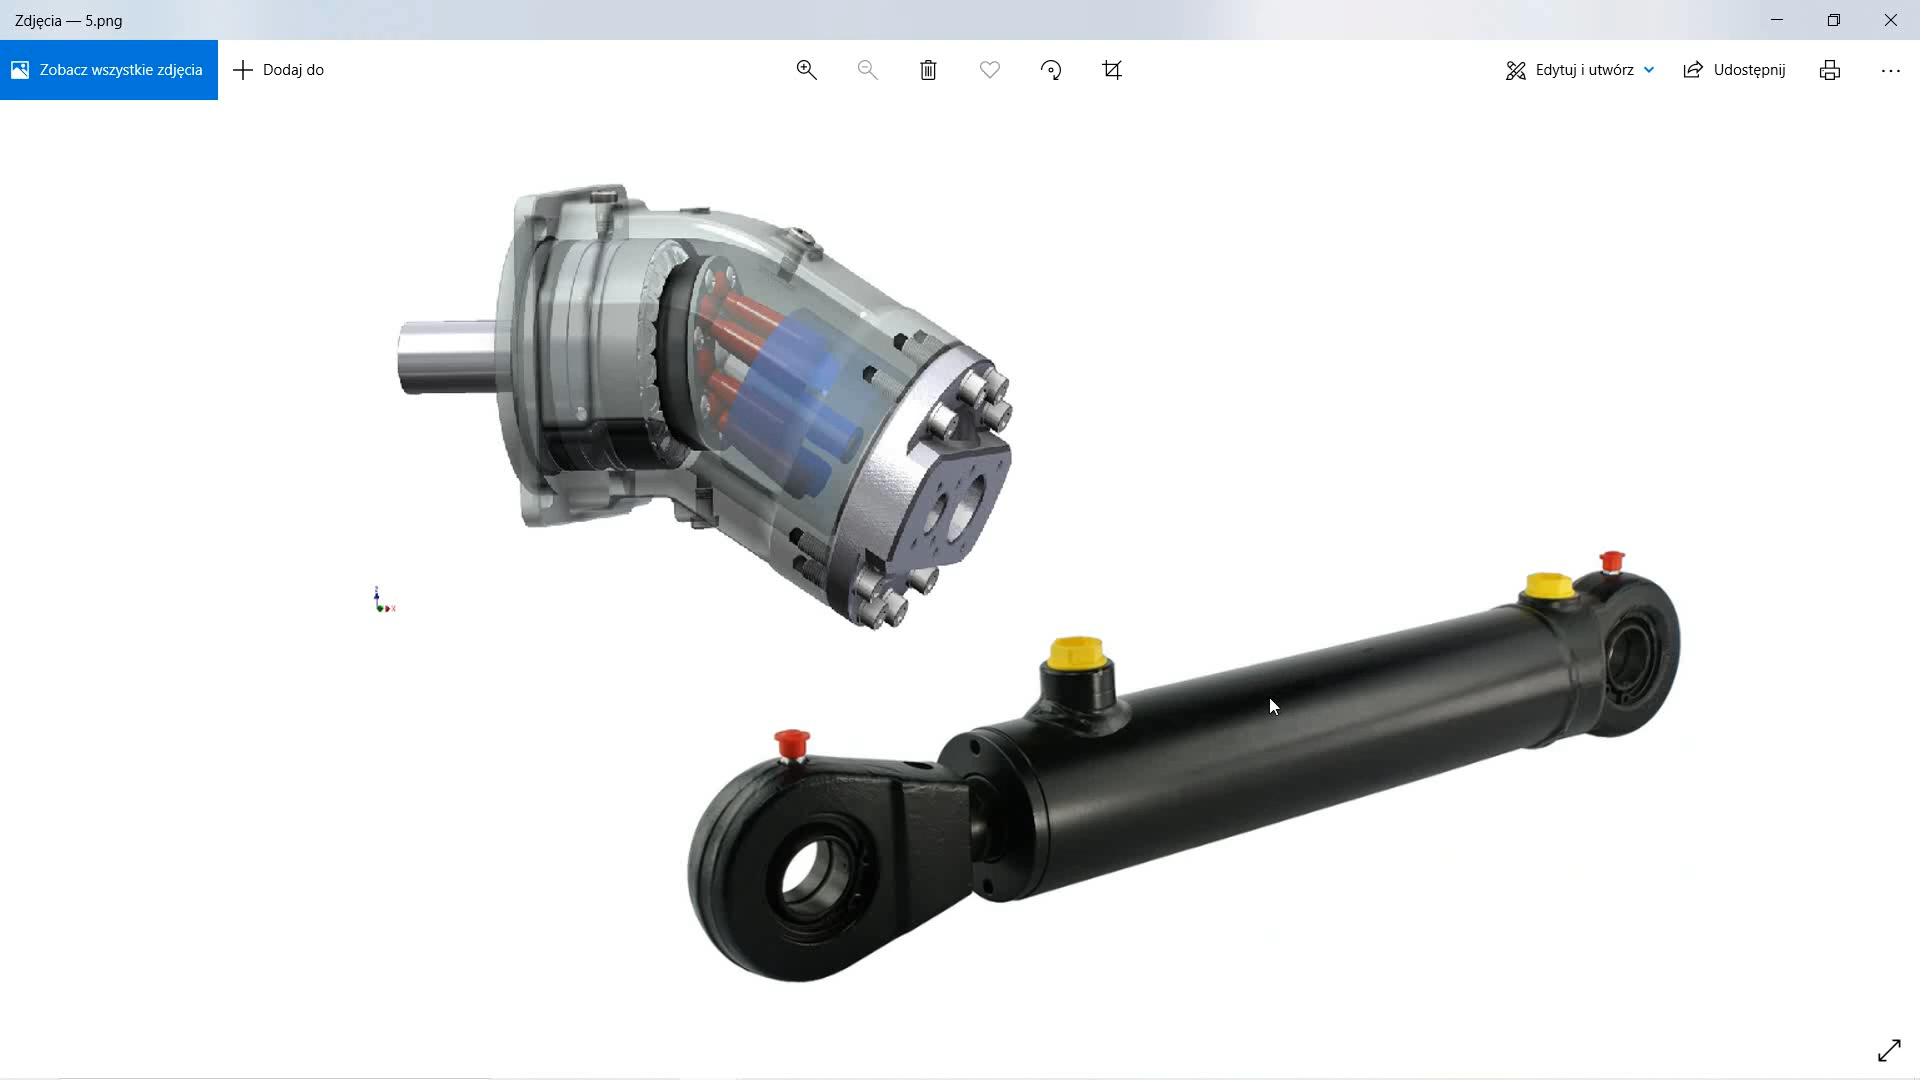 Zdjęcia — 5.png
Zobacz wszystkie zdjęcia
Dodaj do
Edytuj i utwórz
Udostępnij